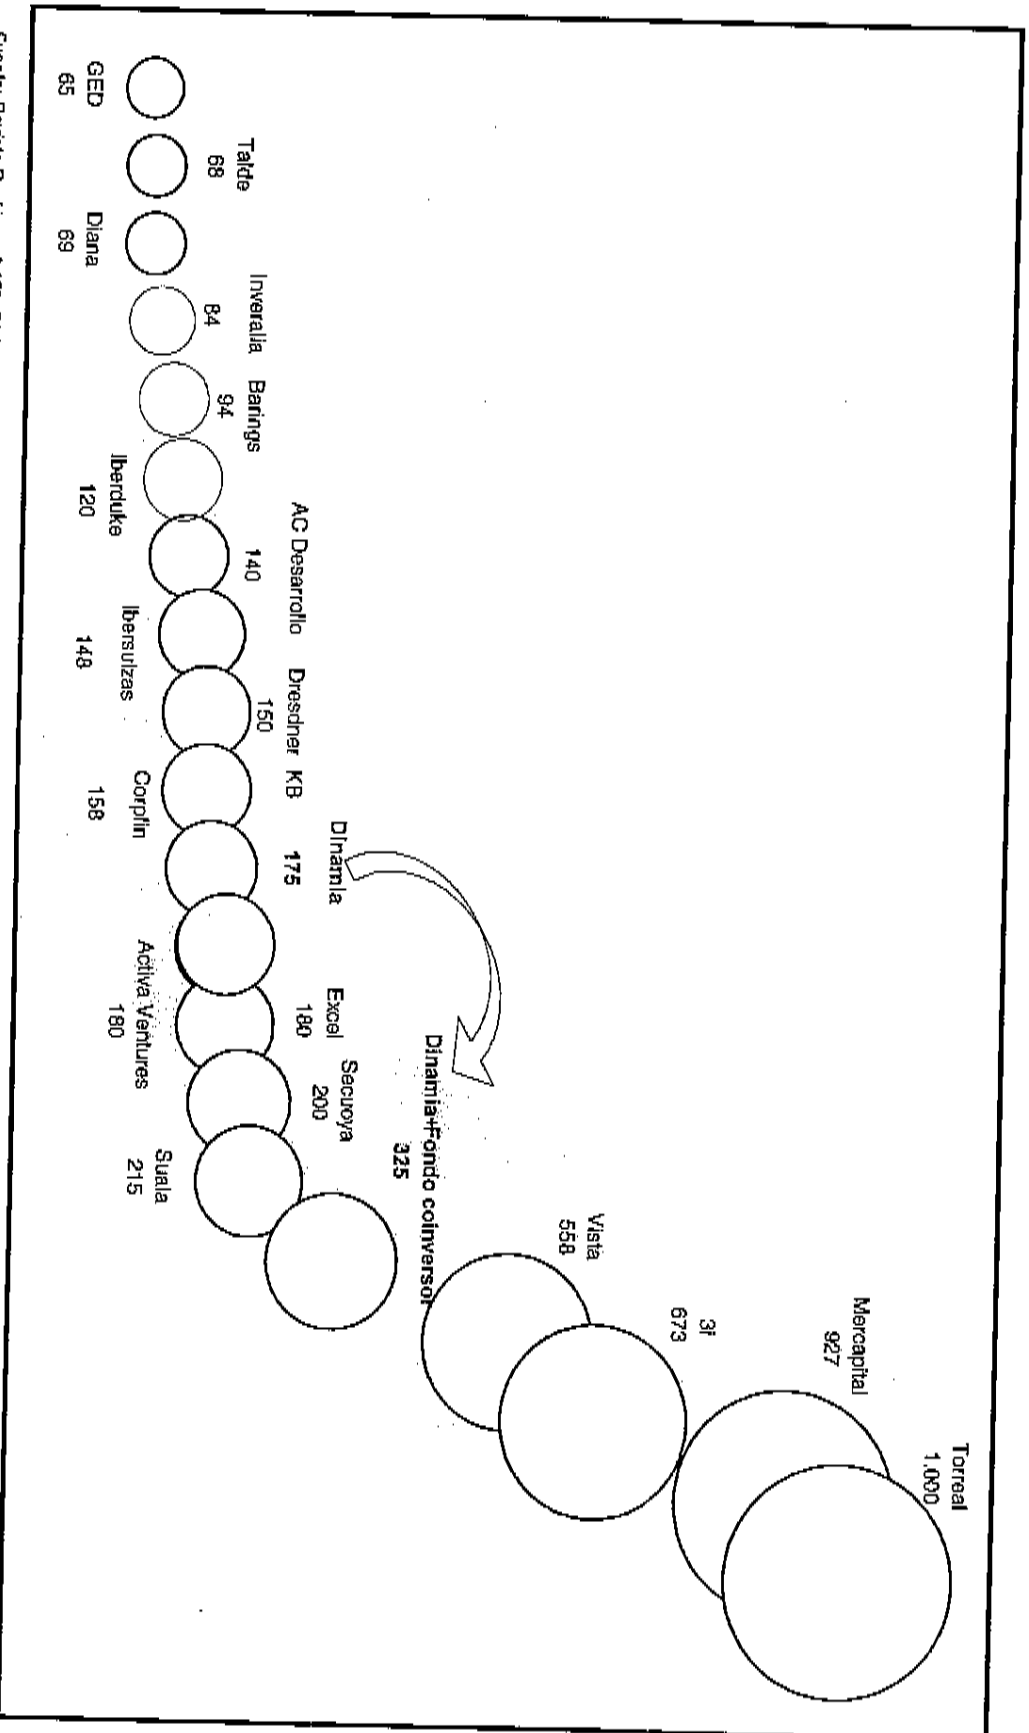 GED
65
Talde
68
Diana
69
Inveralia
84
Barings
94
Iberduke
120
AC Desarrollo
140
Ibersuizas
148
Dresdner KB
150
Corpfin
158
Dinamia
175
Activa Ventures
180
Excel
180
Secuoya
200
Suala
215
Dinamia+Fondo coinversor
325
Vista
558
3i
673
Mercapital
927
Torreal
1.000